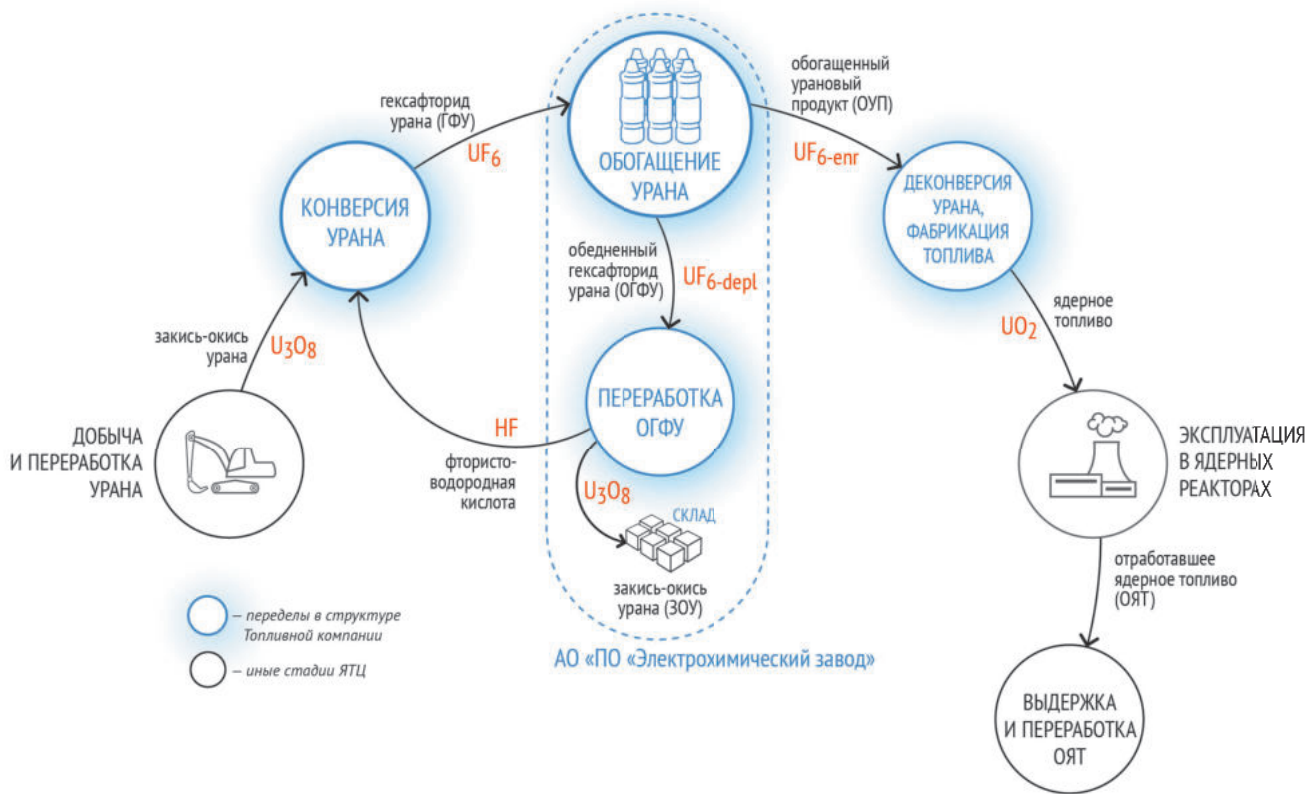 гексафторид
урана (ГФУ)
UF6
КОНВЕРСИЯ
УРАНА
закись-окись
урана
U3O8
ДОБЫЧА
И ПЕРЕРАБОТКА
УРАНА
ОБОГАЩЕНИЕ
УРАНА
обогащенный
урановый
продукт (ОУП)
UF6-enr
ДЕКОНВЕРСИЯ
УРАНА,
ФАБРИКАЦИЯ
ТОПЛИВА
обедненный
гексафторид
урана (ОГФУ)
UF6-depl
ПЕРЕРАБОТКА
ОГФУ
HF
фтористо-
водородная
кислота
U3O8
СКЛАД
закись-окись
урана (ЗОУ)
АО «ПО «Электрохимический завод»
ядерное
топливо
UO2
ЭКСПЛУАТАЦИЯ
В ЯДЕРНЫХ
РЕАКТОРАХ
отработавшее
ядерное топливо
(ОЯТ)
ВЫДЕРЖКА
И ПЕРЕРАБОТКА
ОЯТ
— переделы в структуре
Топливной компании
— иные стадии ЯТЦ